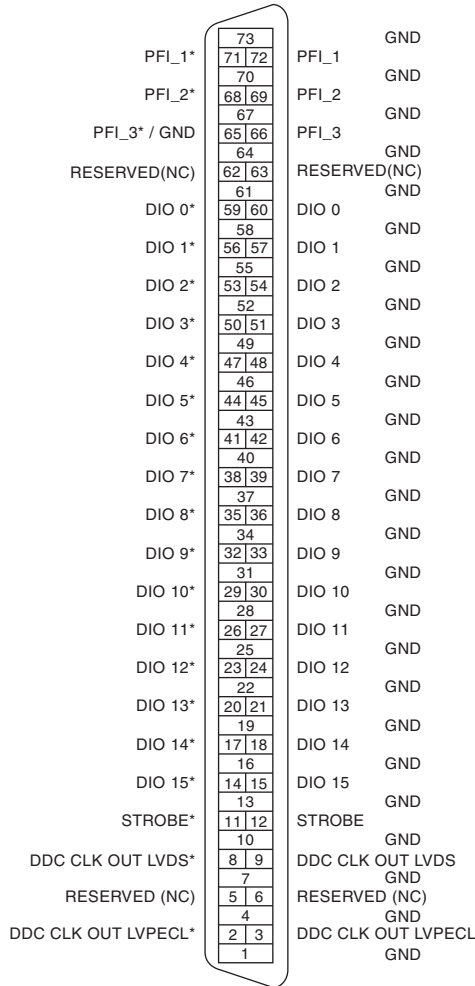 73 GND
PFI_1* 71 72 PFI_1
70 GND
PFI_2* 68 69 PFI_2
67 GND
PFI_3* / GND 65 66 PFI_3
64 GND
RESERVED(NC) 62 63 RESERVED(NC)
61 GND
DIO 0* 59 60 DIO 0
58 GND
DIO 1* 56 57 DIO 1
55 GND
DIO 2* 53 54 DIO 2
52 GND
DIO 3* 50 51 DIO 3
49 GND
DIO 4* 47 48 DIO 4
46 GND
DIO 5* 44 45 DIO 5
43 GND
DIO 6* 41 42 DIO 6
40 GND
DIO 7* 38 39 DIO 7
37 GND
DIO 8* 35 36 DIO 8
34 GND
DIO 9* 32 33 DIO 9
31 GND
DIO 10* 29 30 DIO 10
28 GND
DIO 11* 26 27 DIO 11
25 GND
DIO 12* 23 24 DIO 12
22 GND
DIO 13* 20 21 DIO 13
19 GND
DIO 14* 17 18 DIO 14
16 GND
DIO 15* 14 15 DIO 15
13 GND
STROBE* 11 12 STROBE
10 GND
DDC CLK OUT LVDS* 8 9 DDC CLK OUT LVDS
7 GND
RESERVED (NC) 5 6 RESERVED (NC)
4 GND
DDC CLK OUT LVPECL* 2 3 DDC CLK OUT LVPECL
1 GND